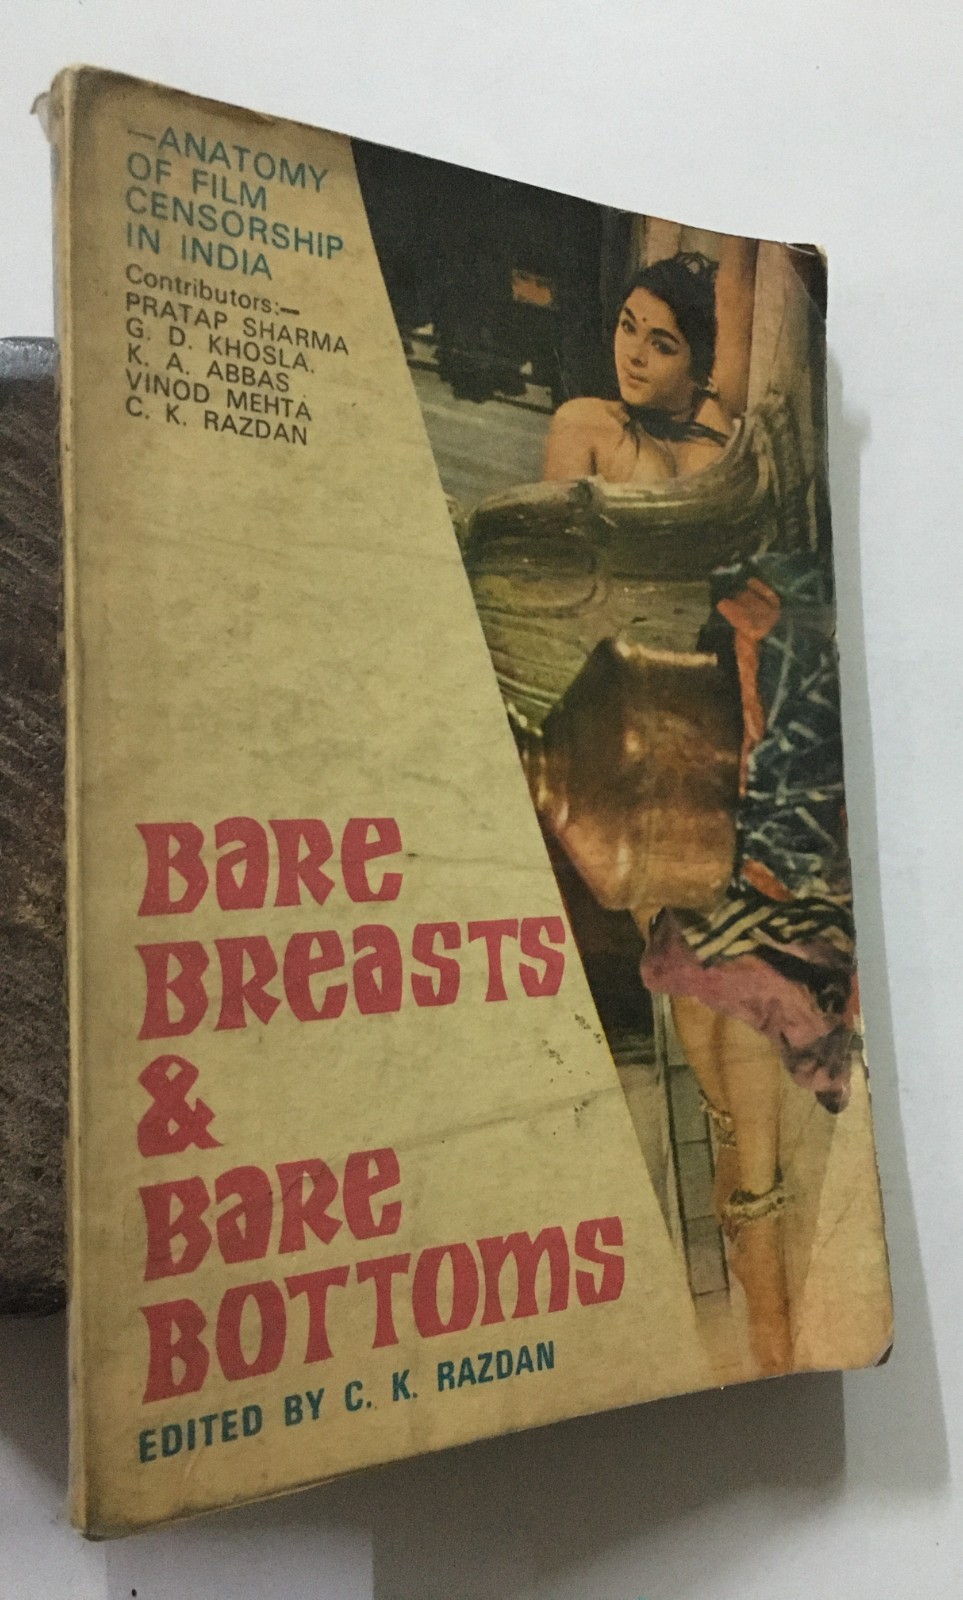 —ANATOMY
OF FILM
CENSORSHIP
IN INDIA
Contributors:—
PRATAP SHARMA
G. D. KHOSLA.
K. A. ABBAS
VINOD MEHTA
C. K. RAZDAN
BaRe
BReasTs
&
BaRe
BOTTOms
EDITED BY C. K. RAZDAN